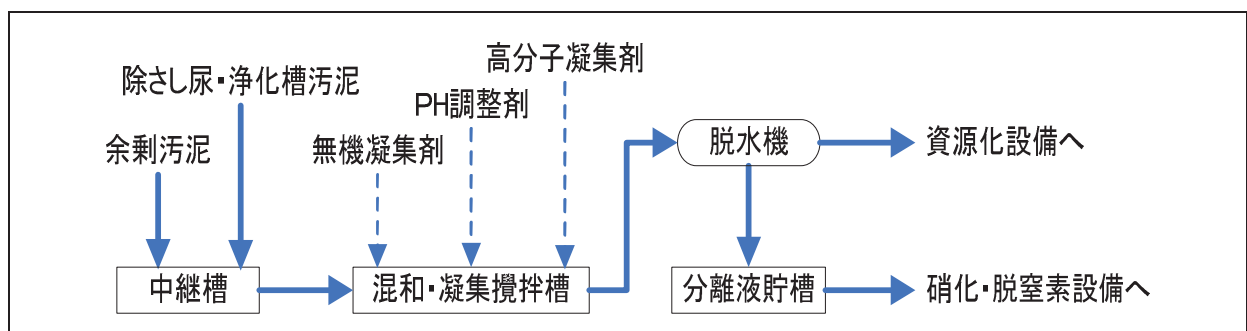 高分子凝集剤
除さし尿・浄化槽汚泥
PH調整剤
余剰汚泥
無機凝集剤
脱水機
資源化設備へ
中継槽
混和・凝集攪拌槽
分離液貯槽
硝化・脱窒素設備へ